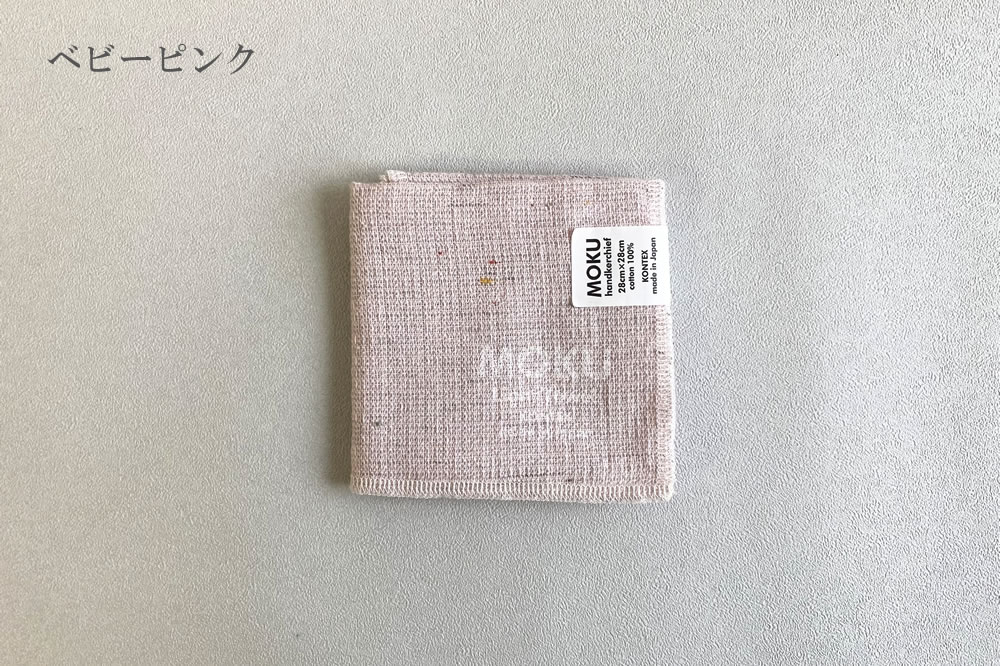 ベビーピンク
MOKU
handkerchief
28cm×28cm
cotton 100%
KONTEX
made in Japan
MOKU